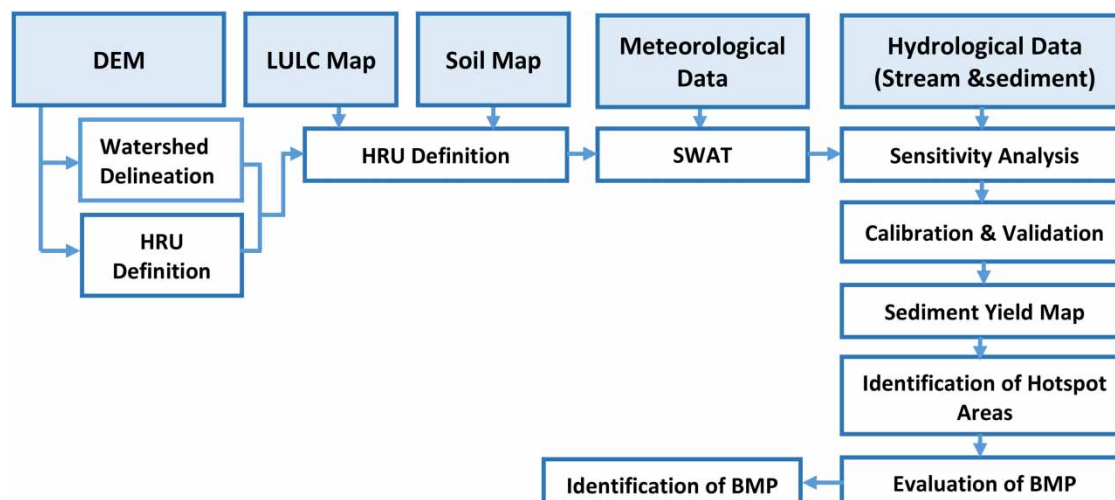 DEM
LULC Map
Soil Map
Meteorological
Data
Hydrological Data
(Stream &sediment)
Watershed
Delineation
HRU
Definition
HRU Definition
SWAT
Sensitivity Analysis
Calibration & Validation
Sediment Yield Map
Identification of Hotspot
Areas
Evaluation of BMP
Identification of BMP